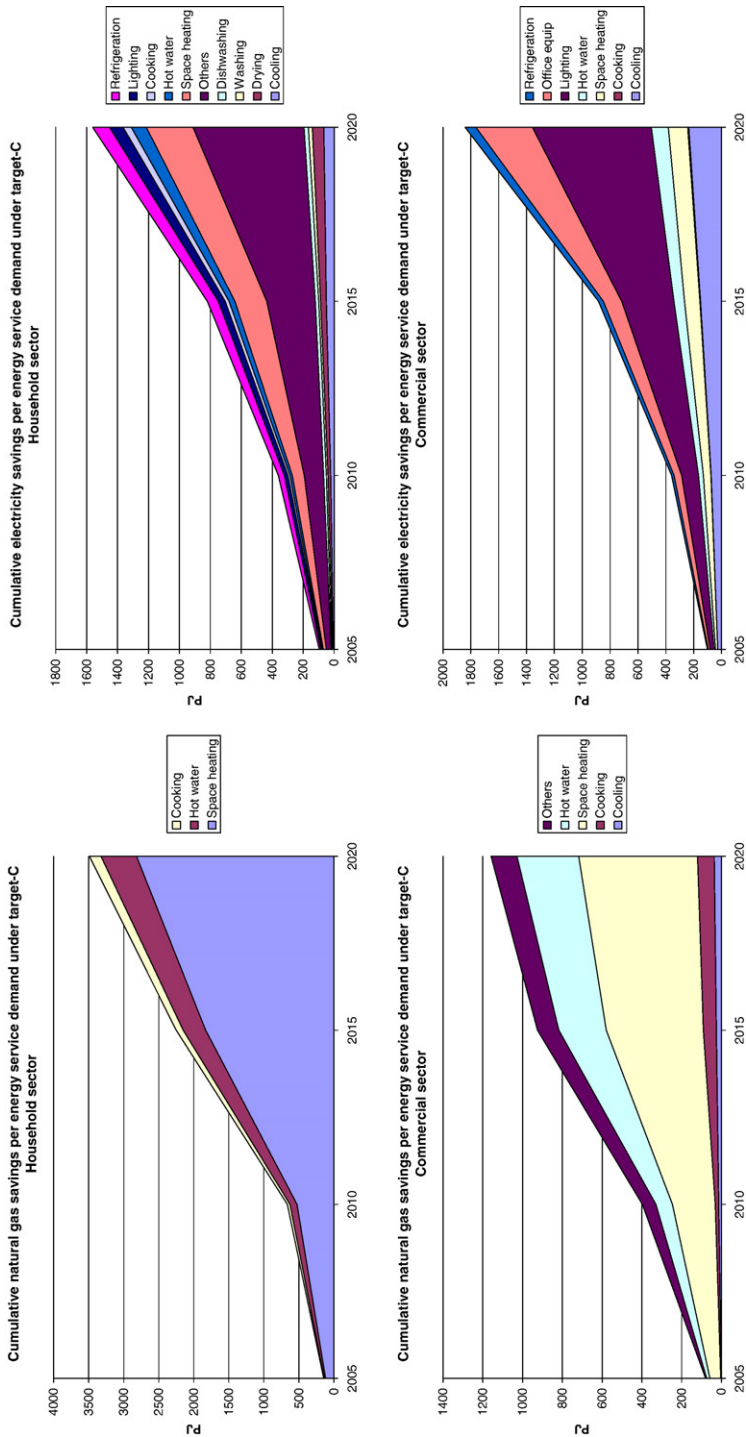 Cumulative natural gas savings per energy service demand under target-C
Household sector
4000
3500
3000
2500
2000
1500
1000
500
0
PJ
2005
2010
2015
2020
Cooking
Hot water
Space heating
Cumulative electricity savings per energy service demand under target-C
Household sector
1800
1600
1400
1200
1000
800
600
400
200
0
PJ
2005
2010
2015
2020
Refrigeration
Lighting
Cooking
Hot water
Space heating
Others
Dishwashing
Washing
Drying
Cooling
Cumulative natural gas savings per energy service demand under target-C
Commercial sector
1400
1200
1000
800
600
400
200
0
PJ
2005
2010
2015
2020
Others
Hot water
Space heating
Cooking
Cooling
Cumulative electricity savings per energy service demand under target-C
Commercial sector
2000
1800
1600
1400
1200
1000
800
600
400
200
0
PJ
2005
2010
2015
2020
Refrigeration
Office equip
Lighting
Hot water
Space heating
Cooking
Cooling